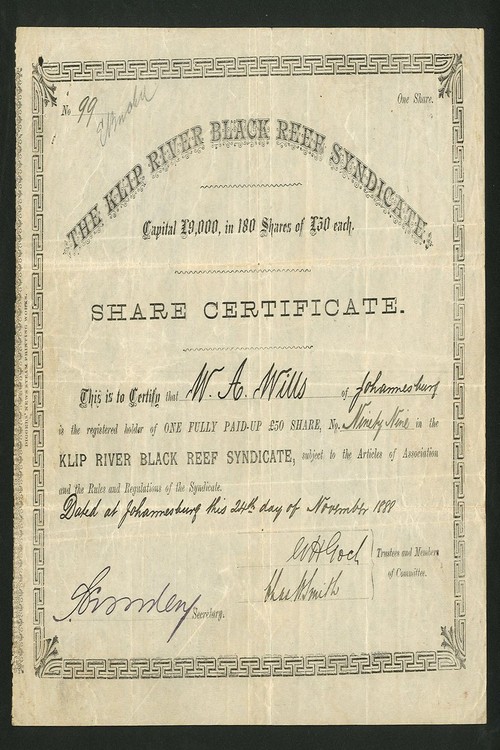 No 99
One Share.
THE KLIP RIVER BLACK REEF SYNDICATE.
Capital £9,000, in 180 Shares of £50 each.
SHARE CERTIFICATE.
This is to Certify that W. A. Wills of Johannesburg
is the registered holder of ONE FULLY PAID-UP £50 SHARE, No. Ninety Nine in the
KLIP RIVER BLACK REEF SYNDICATE, subject to the Articles of Association
and the Rules and Regulations of the Syndicate.
Dated at Johannesburg this 24th day of November 1888
W H Goch
Chas H Smith
Trustees and Members
of Committee.
Secretary.